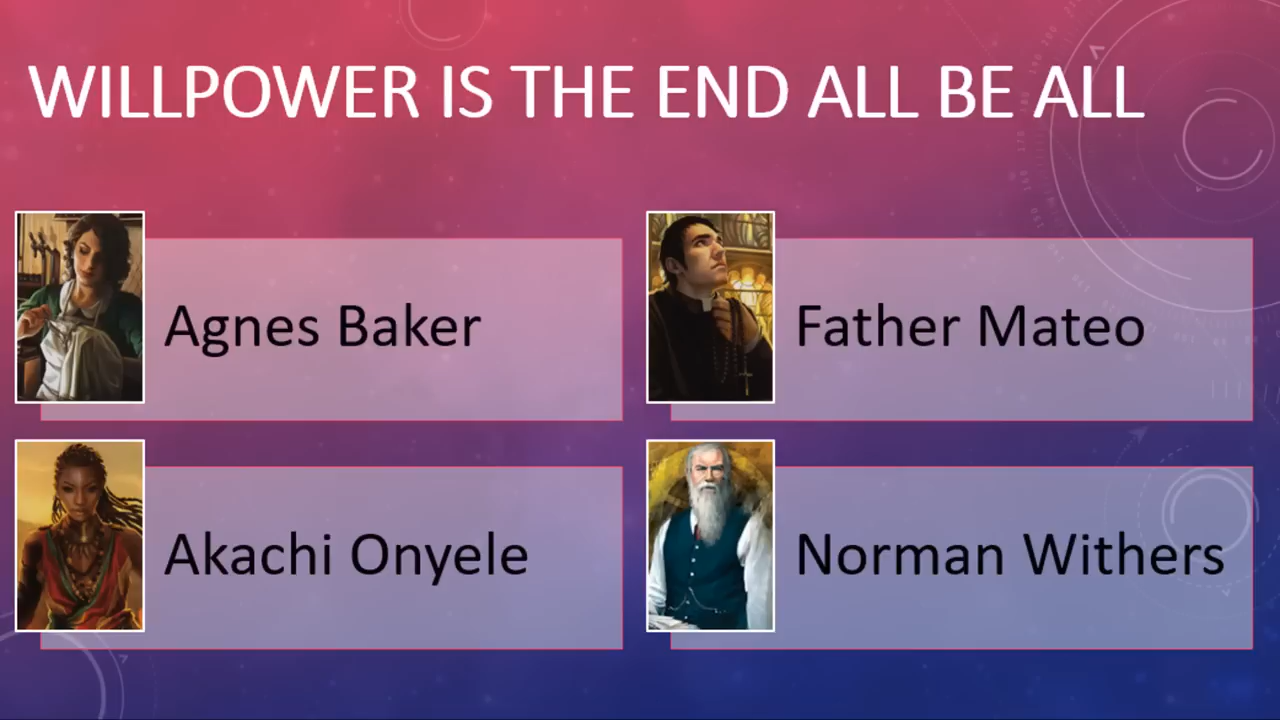 WILLPOWER IS THE END ALL BE ALL
Agnes Baker
Father Mateo
Akachi Onyele
Norman Withers